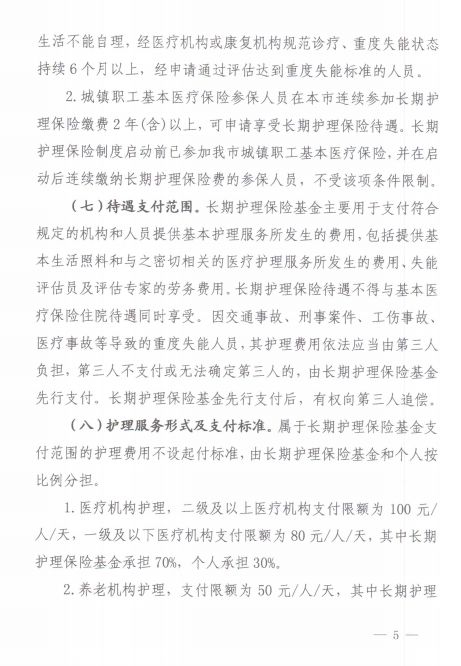 生活不能自理，经医疗机构或康复机构规范诊疗、重度失能状态
持续6个月以上，经申请通过评估达到重度失能标准的人员。
2.城镇职工基本医疗保险参保人员在本市连续参加长期护
理保险缴费2年(含)以上，可申请享受长期护理保险待遇。长期
护理保险制度启动前已参加我市城镇职工基本医疗保险，并在启
动后连续缴纳长期护理保险费的参保人员，不受该项条件限制。
（七）待遇支付范围。长期护理保险基金主要用于支付符合
规定的机构和人员提供基本护理服务所发生的费用，包括提供基
本生活照料和与之密切相关的医疗护理服务所发生的费用、失能
评估员及评估专家的劳务费用。长期护理保险待遇不得与基本医
疗保险住院待遇同时享受。因交通事故、刑事案件、工伤事故、
医疗事故等导致的重度失能人员，其护理费用依法应当由第三人
负担，第三人不支付或无法确定第三人的，由长期护理保险基金
先行支付。长期护理保险基金先行支付后，有权向第三人追偿。
（八）护理服务形式及支付标准。属于长期护理保险基金支
付范围的护理费用不设起付标准，由长期护理保险基金和个人按
比例分担。
1.医疗机构护理，二级及以上医疗机构支付限额为100元/
人/天，一级及以下医疗机构支付限额为80元/人/天，其中长期
护理保险基金承担70%，个人承担30%。
2.养老机构护理，支付限额为50元/人/天，其中长期护理
— 5 —